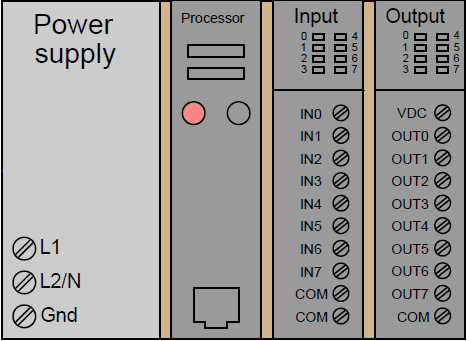 Power
supply
L1
L2/N
Gnd
Processor
Input
0 4
1 5
2 6
3 7
IN0
IN1
IN2
IN3
IN4
IN5
IN6
IN7
COM
COM
Output
0 4
1 5
2 6
3 7
VDC
OUT0
OUT1
OUT2
OUT3
OUT4
OUT5
OUT6
OUT7
COM